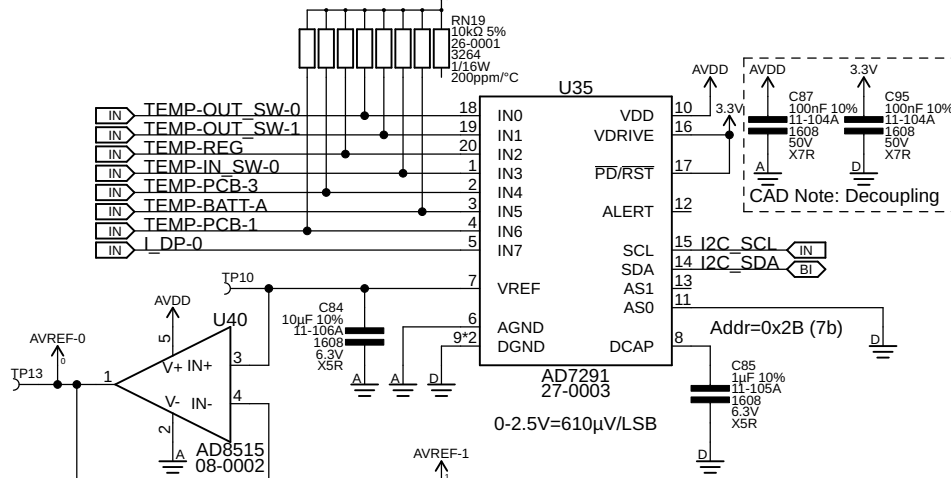 RN19
10kΩ 5%
26-0001
3264
1/16W
200ppm/°C
U35
AVDD
3.3V
AVDD
3.3V
C87
100nF 10%
11-104A
1608
50V
X7R
A
C95
100nF 10%
11-104A
1608
50V
X7R
D
CAD Note: Decoupling
IN TEMP-OUT_SW-0 18 IN0
IN TEMP-OUT_SW-1 19 IN1
IN TEMP-REG 20 IN2
IN TEMP-IN_SW-0 1 IN3
IN TEMP-PCB-3 2 IN4
IN TEMP-BATT-A 3 IN5
IN TEMP-PCB-1 4 IN6
IN I_DP-0 5 IN7
7 VREF
6 AGND
9*2 DGND
VDD 10
VDRIVE 16
PD/RST 17
ALERT 12
SCL 15 I2C_SCL IN
SDA 14 I2C_SDA BI
AS1 13
AS0 11
DCAP 8
Addr=0x2B (7b)
D
AD7291
27-0003
0-2.5V=610µV/LSB
C85
1µF 10%
11-105A
1608
6.3V
X5R
D
TP10
C84
10µF 10%
11-106A
1608
6.3V
X5R
A
A
D
AVDD
U40
AVREF-0
0
TP13
1
5
V+ IN+ 3
V- IN- 4
2
A
AD8515
08-0002
AVREF-1
1